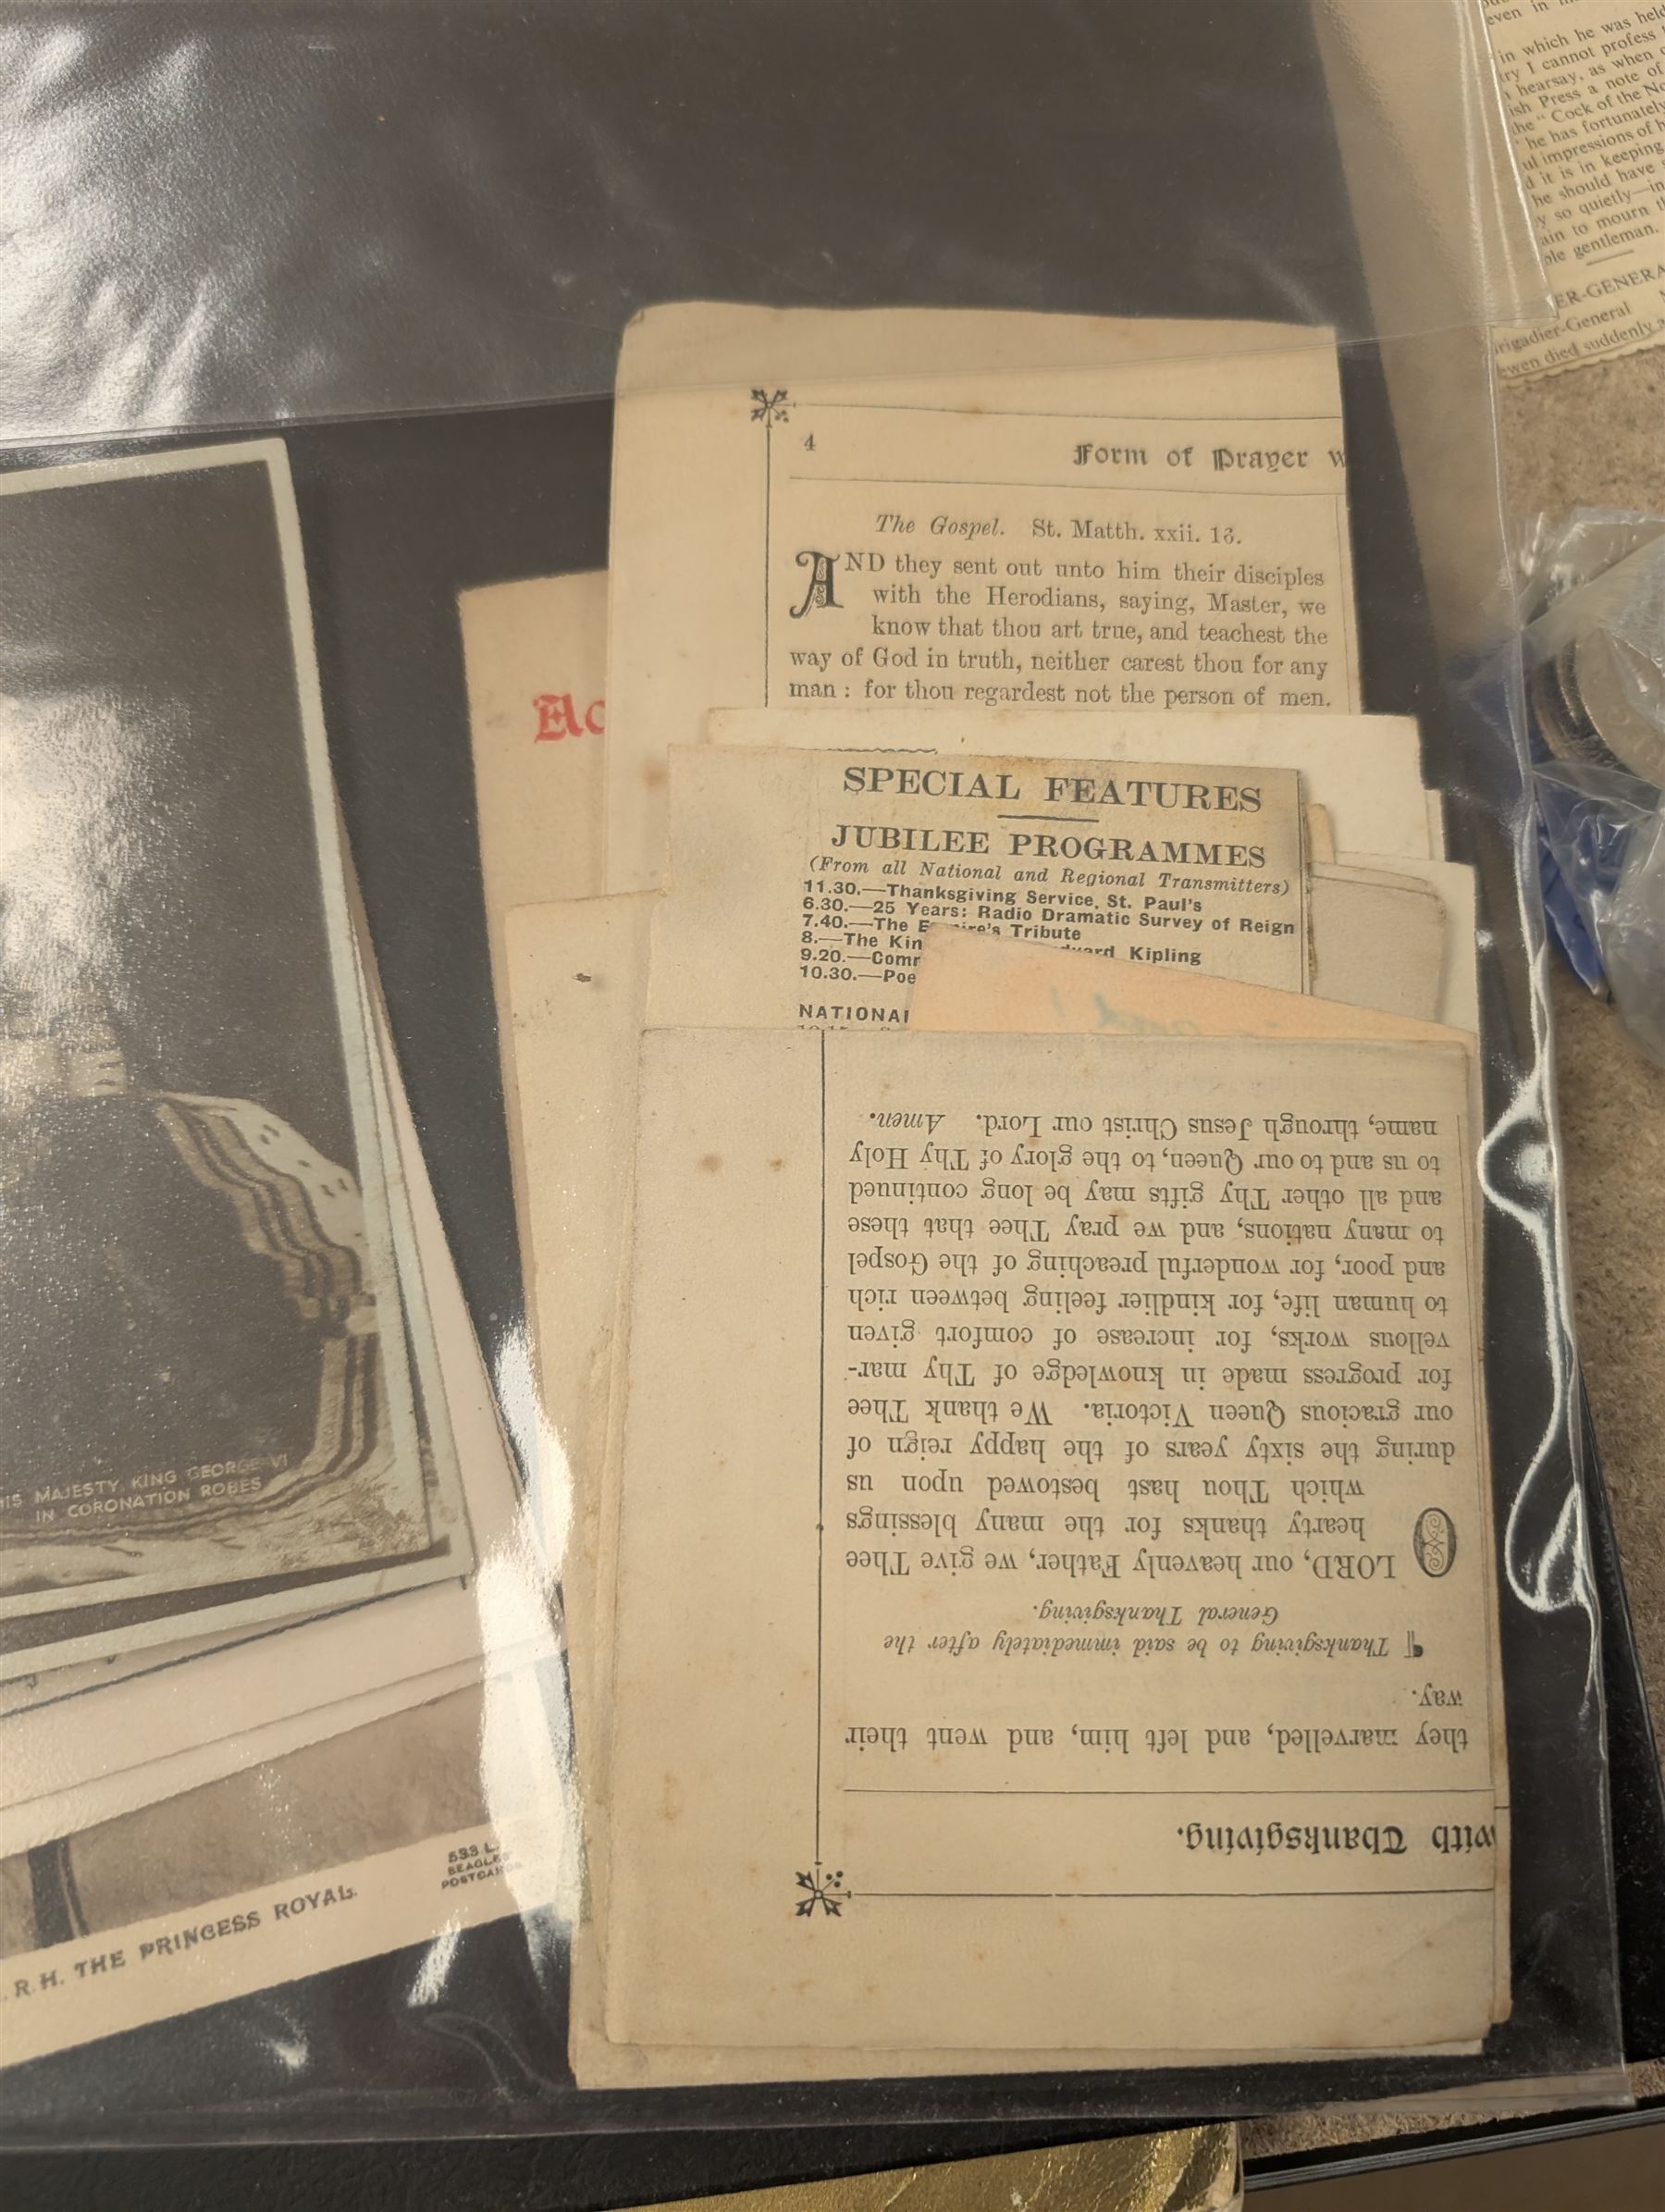 even in
in which he was held
I cannot profess
hearsay, as when
Press a note of
"Cock of the
he has fortunately
impressions of
it is in keeping
he should have
so quietly—in
to mourn
gentleman.
Brigadier-General
died suddenly
4
Form of Prayer
The Gospel. St. Matth. xxii. 16.
AND they sent out unto him their disciples
with the Herodians, saying, Master, we
know that thou art true, and teachest the
way of God in truth, neither carest thou for any
man : for thou regardest not the person of men.
SPECIAL FEATURES
JUBILEE PROGRAMMES
(From all National and Regional Transmitters)
11.30.—Thanksgiving Service, St. Paul's
6.30.—25 Years: Radio Dramatic Survey of Reign
7.40.—The Empire's Tribute
8.—The Kin
Kipling
9.20.—
10.30.—
with Thanksgiving.
they marvelled, and left him, and went their
way.
¶ Thanksgiving to be said immediately after the
General Thanksgiving.
O LORD, our heavenly Father, we give Thee
hearty thanks for the many blessings
which Thou hast bestowed upon us
during the sixty years of the happy reign of
our gracious Queen Victoria. We thank Thee
for progress made in knowledge of Thy mar-
vellous works, for increase of comfort given
to human life, for kindlier feeling between rich
and poor, for wonderful preaching of the Gospel
to many nations, and we pray Thee that these
and all other Thy gifts may be long continued
to us and to our Queen, to the glory of Thy Holy
name, through Jesus Christ our Lord. Amen.
HIS MAJESTY KING GEORGE VI
IN CORONATION ROBES
R.H. THE PRINCESS ROYAL.
BEAGLES